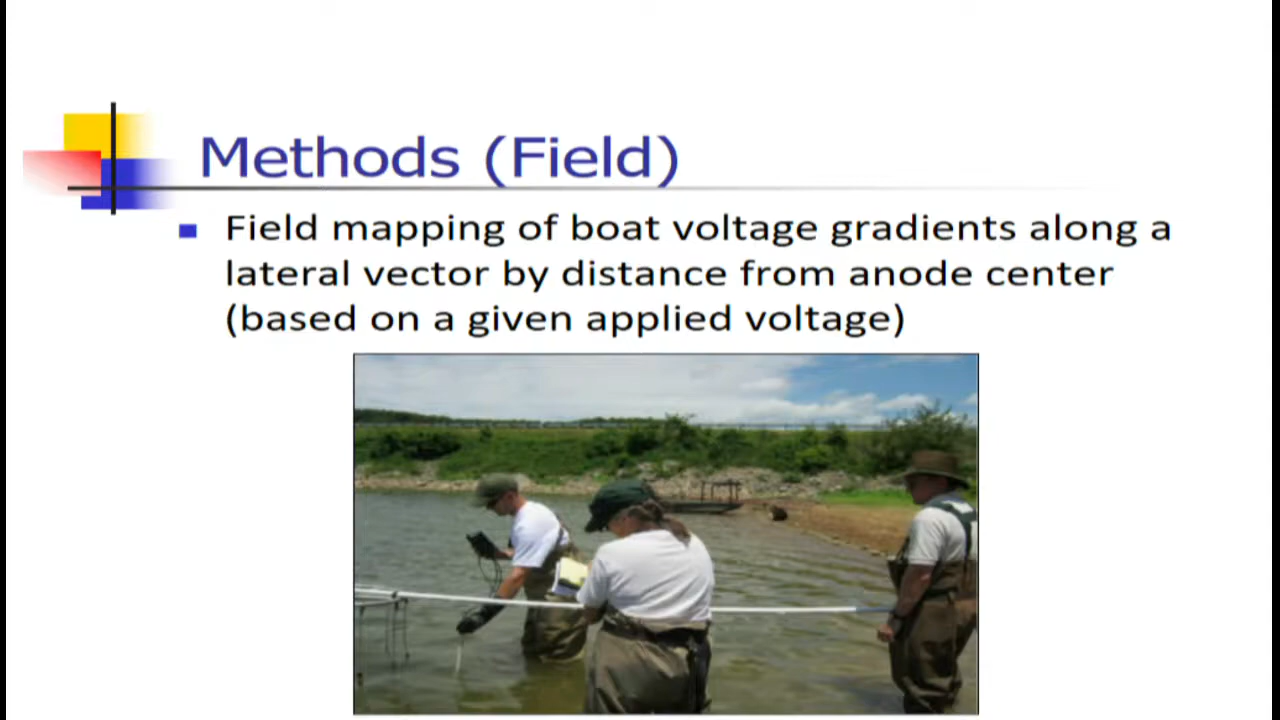 Methods (Field)
Field mapping of boat voltage gradients along a
lateral vector by distance from anode center
(based on a given applied voltage)